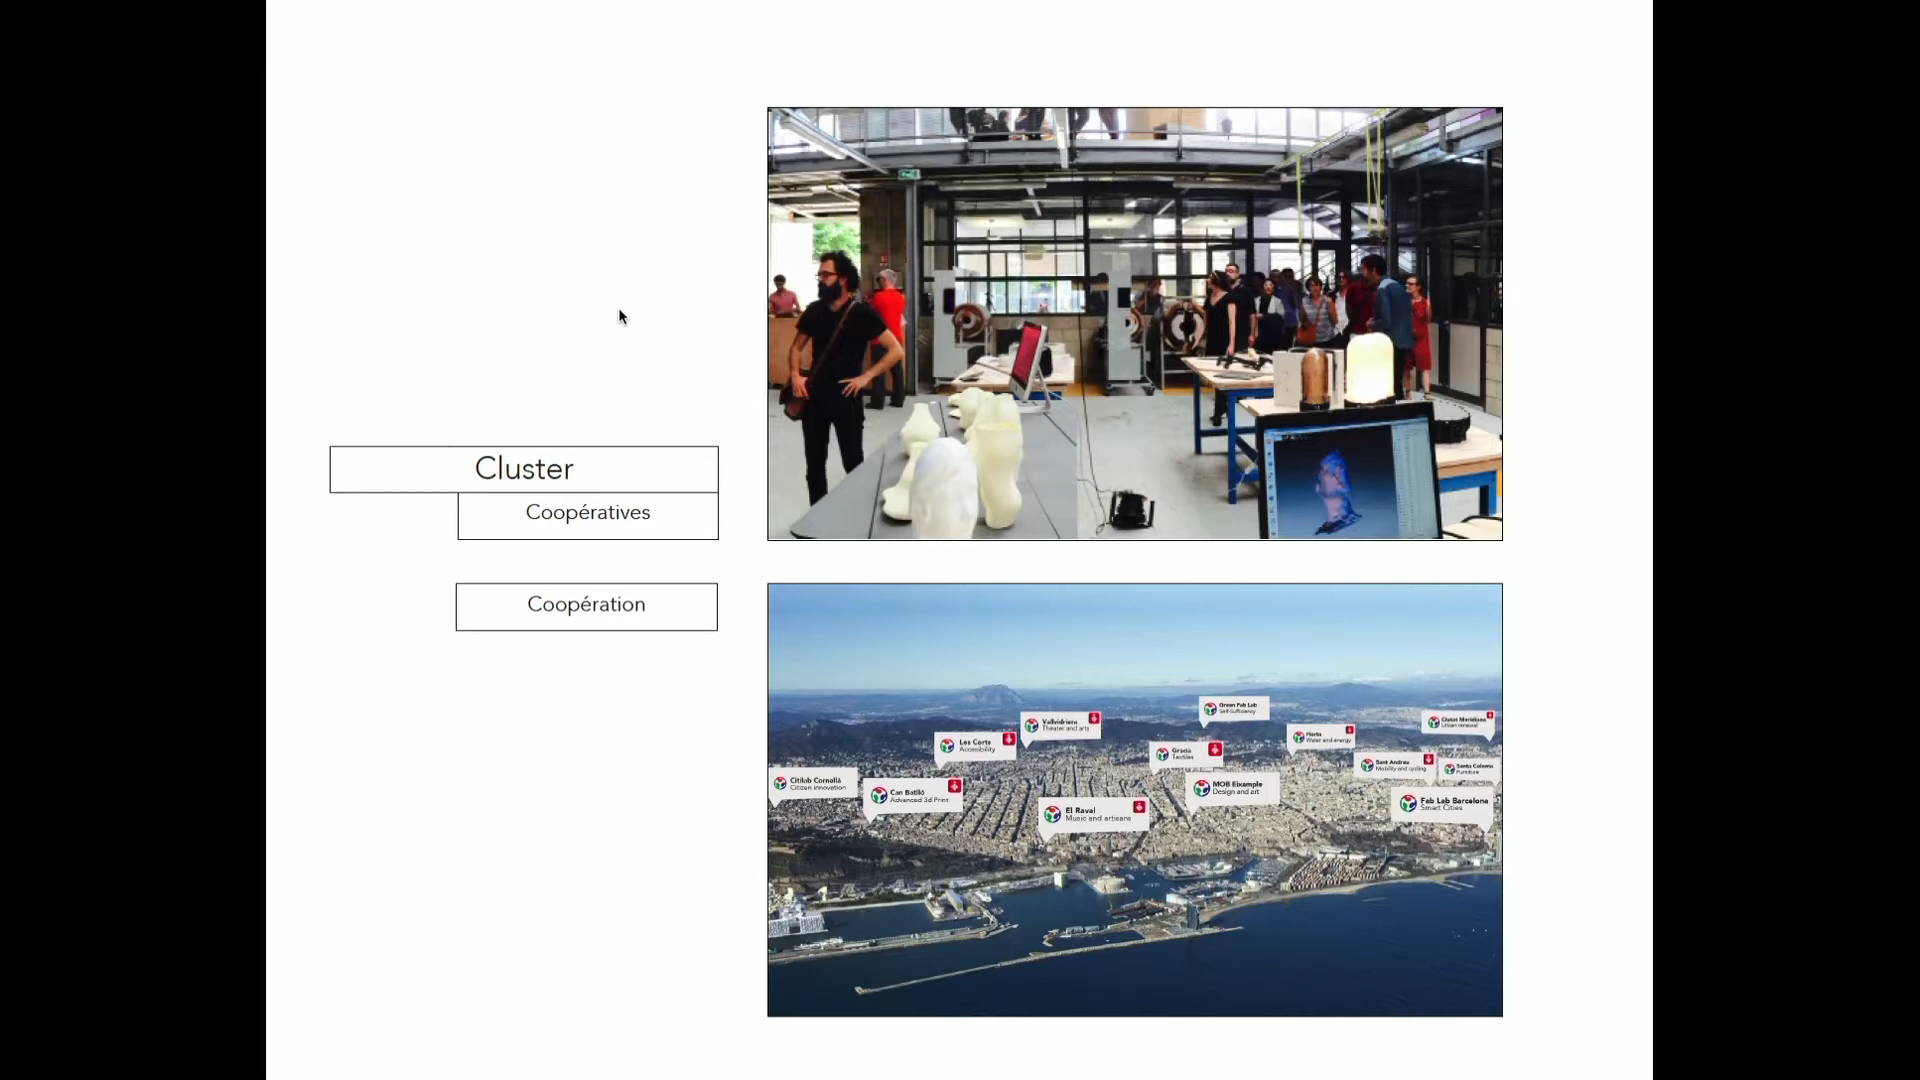 Cluster
Coopératives
Coopération
Green Fab Lab
Self-Sufficiency
Vallvidriera
Theater and arts
Ciutat Meridiana
Urban renewal
Les Corts
Accessibility
Horta
Water and energy
Gracia
Textiles
Sant Andreu
Mobility and cycling
Santa Coloma
Furniture
Citilab Cornellà
Citizen innovation
Can Batlló
Advanced 3d Print
MOB Eixample
Design and art
El Raval
Music and artisans
Fab Lab Barcelona
Smart Cities